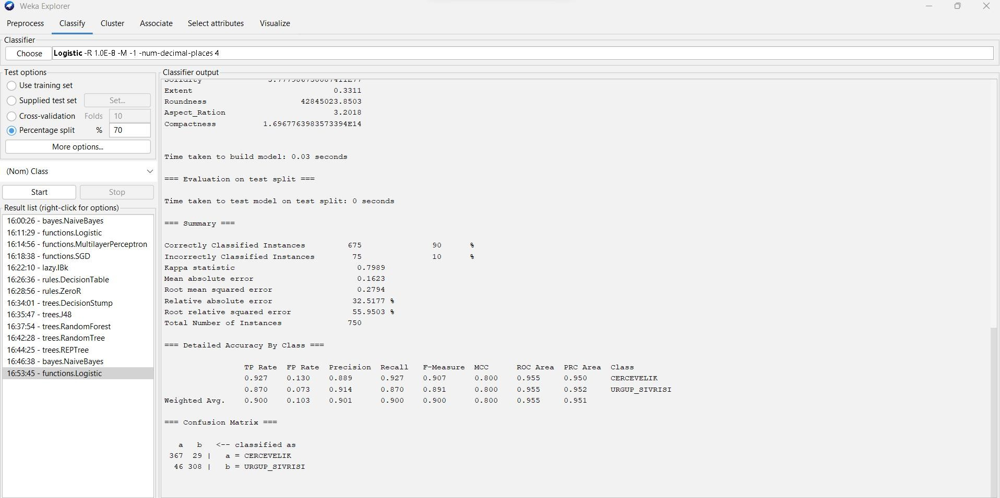 Weka Explorer
Preprocess Classify Cluster Associate Select attributes Visualize
Classifier
Choose Logistic -R 1.0E-8 -M -1 -num-decimal-places 4
Test options
Use training set
Supplied test set Set...
Cross-validation Folds 10
Percentage split % 70
More options...
(Nom) Class
Start Stop
Result list (right-click for options)
16:00:26 - bayes.NaiveBayes
16:11:29 - functions.Logistic
16:14:56 - functions.MultilayerPerceptron
16:18:38 - functions.SGD
16:22:10 - lazy.IBk
16:26:36 - rules.DecisionTable
16:28:56 - rules.ZeroR
16:34:01 - trees.DecisionStump
16:35:47 - trees.J48
16:37:54 - trees.RandomForest
16:42:28 - trees.RandomTree
16:44:25 - trees.REPTree
16:46:38 - bayes.NaiveBayes
16:53:45 - functions.Logistic
Classifier output
Solidity
Extent 0.3311
Roundness 42845023.8503
Aspect_Ration 3.2018
Compactness 1.6967763983573394E14
Time taken to build model: 0.03 seconds
=== Evaluation on test split ===
Time taken to test model on test split: 0 seconds
=== Summary ===
Correctly Classified Instances 675 90 %
Incorrectly Classified Instances 75 10 %
Kappa statistic 0.7989
Mean absolute error 0.1623
Root mean squared error 0.2794
Relative absolute error 32.5177 %
Root relative squared error 55.9503 %
Total Number of Instances 750
=== Detailed Accuracy By Class ===
TP Rate FP Rate Precision Recall F-Measure MCC ROC Area PRC Area Class
0.927 0.130 0.889 0.927 0.907 0.800 0.955 0.950 CERCEVELIK
0.870 0.073 0.914 0.870 0.891 0.800 0.955 0.952 URGUP_SIVRISI
Weighted Avg. 0.900 0.103 0.901 0.900 0.900 0.800 0.955 0.951
=== Confusion Matrix ===
a b <-- classified as
367 29 | a = CERCEVELIK
46 308 | b = URGUP_SIVRISI